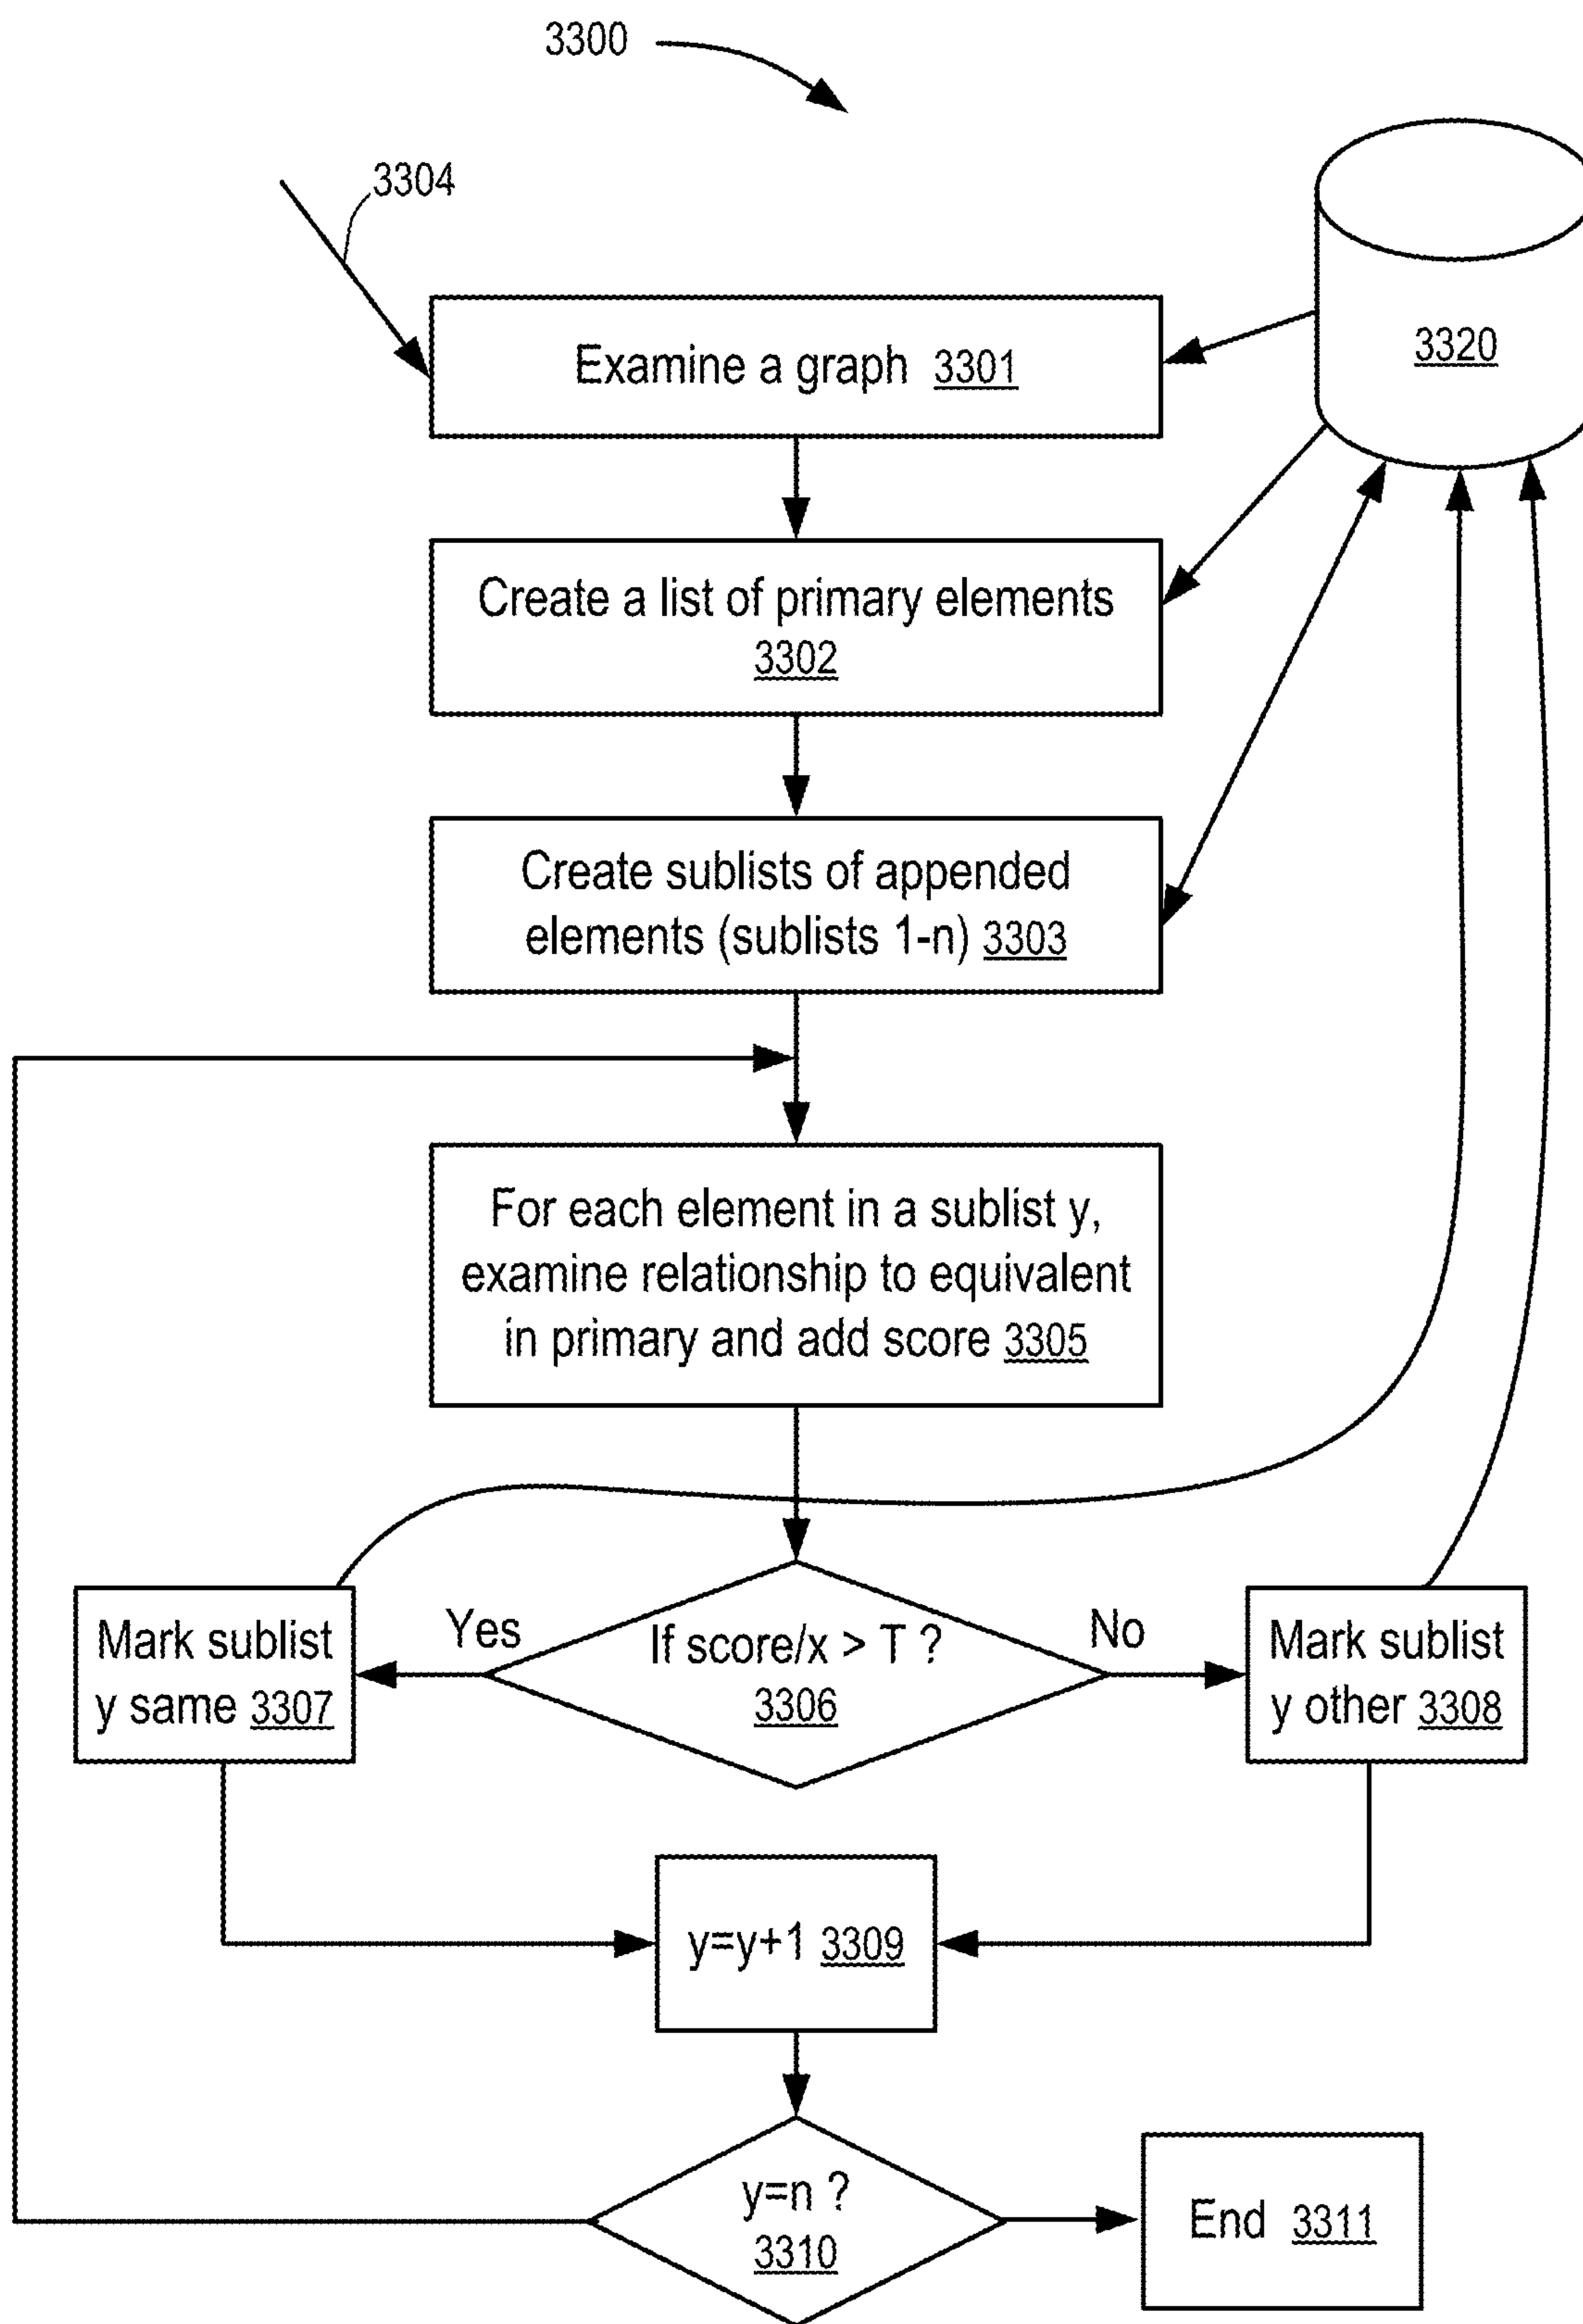 3300
3304
3320
Examine a graph 3301
Create a list of primary elements
3302
Create sublists of appended
elements (sublists 1-n) 3303
For each element in a sublist y,
examine relationship to equivalent
in primary and add score 3305
Mark sublist
y same 3307
Yes
If score/x > T ?
3306
No
Mark sublist
y other 3308
y=y+1 3309
y=n ?
3310
End 3311